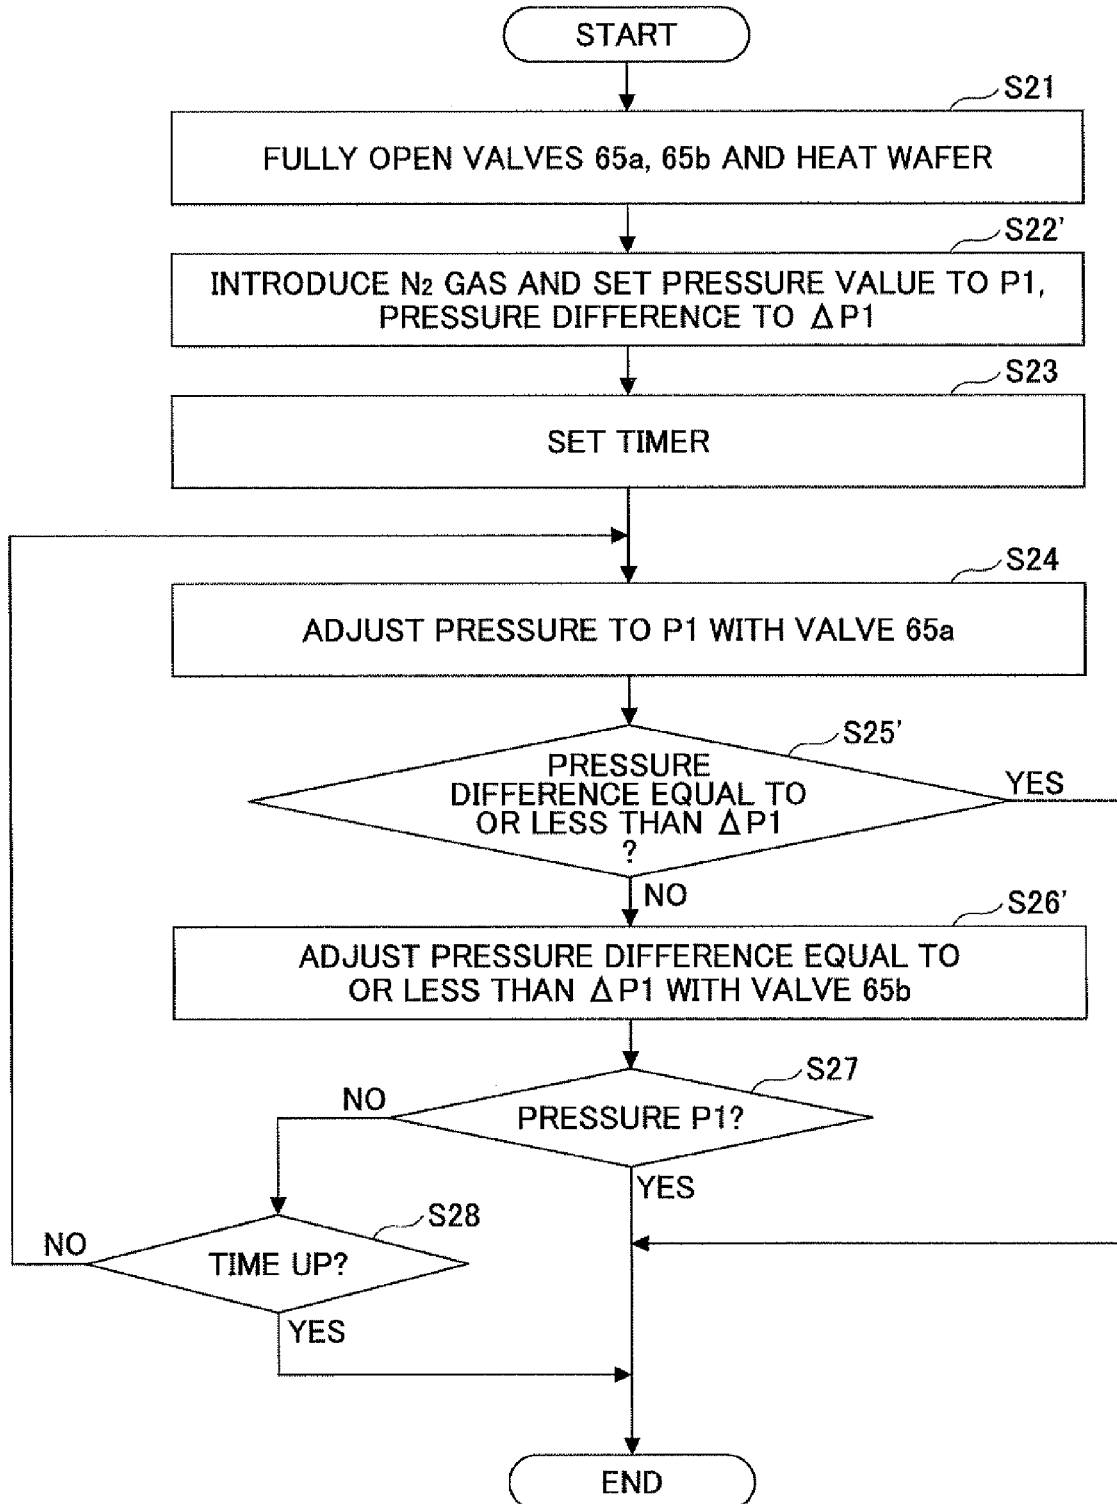 START
S21
FULLY OPEN VALVES 65a, 65b AND HEAT WAFER
S22'
INTRODUCE N2 GAS AND SET PRESSURE VALUE TO P1,
PRESSURE DIFFERENCE TO ΔP1
S23
SET TIMER
S24
ADJUST PRESSURE TO P1 WITH VALVE 65a
S25'
PRESSURE
DIFFERENCE EQUAL TO
OR LESS THAN ΔP1
?
YES
NO
S26'
ADJUST PRESSURE DIFFERENCE EQUAL TO
OR LESS THAN ΔP1 WITH VALVE 65b
S27
PRESSURE P1?
NO
YES
S28
TIME UP?
NO
YES
END